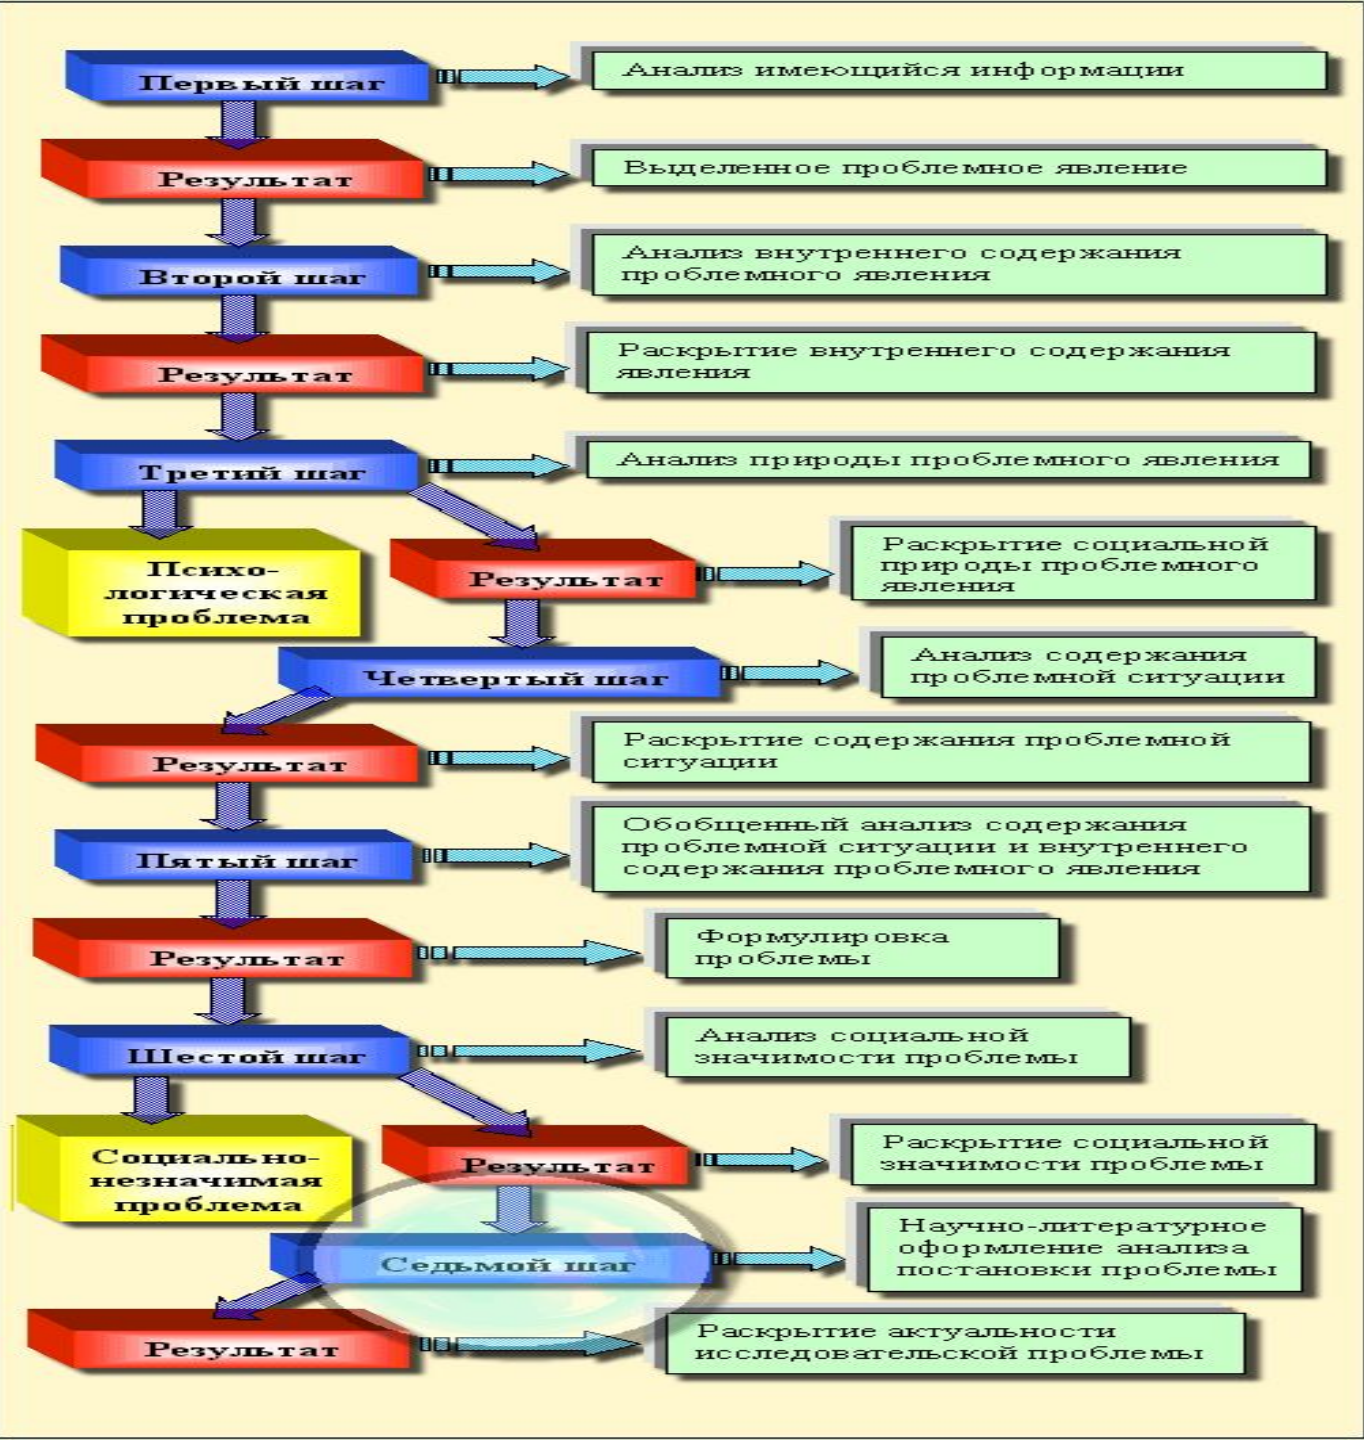 Первый шаг
Анализ имеющийся информации
Результат
Выделенное проблемное явление
Второй шаг
Анализ внутреннего содержания
проблемного явления
Результат
Раскрытие внутреннего содержания
явления
Третий шаг
Анализ природы проблемного явления
Психо-
логическая
проблема
Результат
Раскрытие социальной
природы проблемного
явления
Четвертый шаг
Анализ содержания
проблемной ситуации
Результат
Раскрытие содержания проблемной
ситуации
Пятый шаг
Обобщенный анализ содержания
проблемной ситуации и внутреннего
содержания проблемного явления
Результат
Формулировка
проблемы
Шестой шаг
Анализ социальной
значимости проблемы
Социально-
незначимая
проблема
Результат
Раскрытие социальной
значимости проблемы
Седьмой шаг
Научно-литературное
оформление анализа
постановки проблемы
Результат
Раскрытие актуальности
исследовательской проблемы